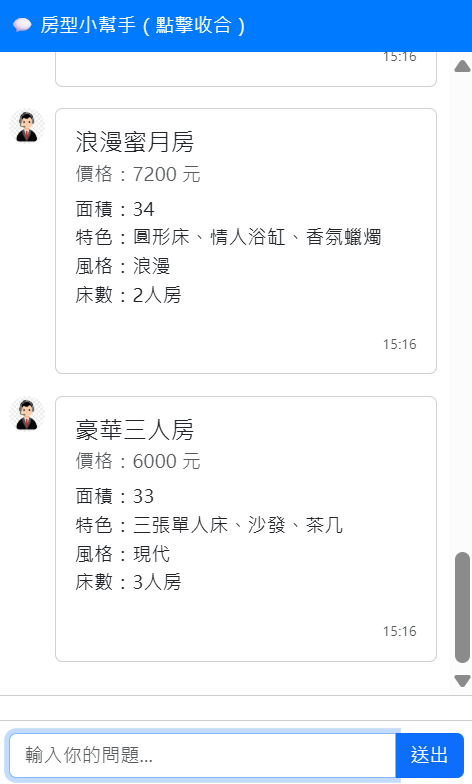 房型小幫手（點擊收合）
15:16
浪漫蜜月房
價格：7200 元
面積：34
特色：圓形床、情人浴缸、香氛蠟燭
風格：浪漫
床數：2人房
15:16
豪華三人房
價格：6000 元
面積：33
特色：三張單人床、沙發、茶几
風格：現代
床數：3人房
15:16
輸入你的問題...
送出